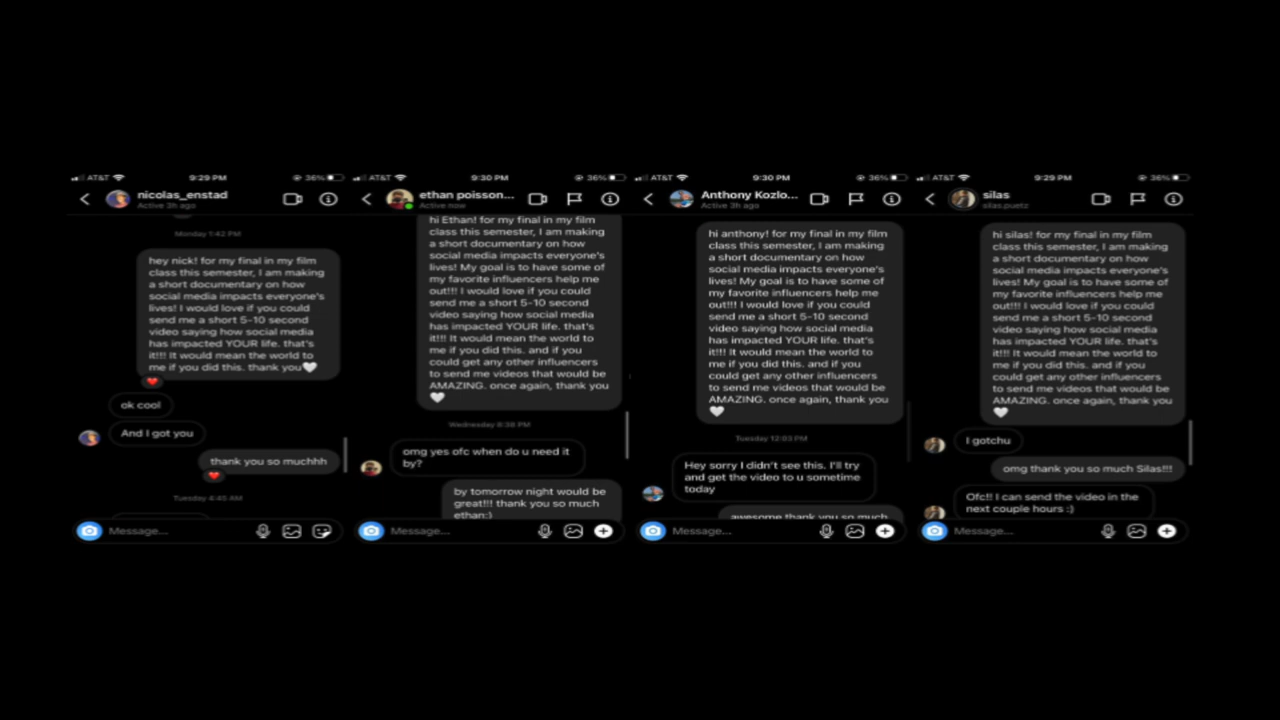 AT&T 9:29 PM 36%
nicolas_enstad
Active 3h ago
Monday 1:42 PM
hey nick! for my final in my film
class this semester, I am making
a short documentary on how
social media impacts everyone's
lives! I would love if you could
send me a short 5-10 second
video saying how social media
has impacted YOUR life. that's
it!!! It would mean the world to
me if you did this. thank you🤍
❤️
ok cool
And I got you
thank you so muchhh
❤️
Tuesday 4:45 AM
Message...
AT&T 9:30 PM 36%
ethan poisson...
Active now
hi Ethan! for my final in my film
class this semester, I am making
a short documentary on how
social media impacts everyone's
lives! My goal is to have some of
my favorite influencers help me
out!!! I would love if you could
send me a short 5-10 second
video saying how social media
has impacted YOUR life. that's
it!!! It would mean the world to
me if you did this. and if you
could get any other influencers
to send me videos that would be
AMAZING. once again, thank you
🤍
Wednesday 8:38 PM
omg yes ofc when do u need it
by?
by tomorrow night would be
great!!! thank you so much
ethan:)
Message...
AT&T 9:30 PM 36%
Anthony Kozlo...
Active 3h ago
hi anthony! for my final in my film
class this semester, I am making
a short documentary on how
social media impacts everyone's
lives! My goal is to have some of
my favorite influencers help me
out!!! I would love if you could
send me a short 5-10 second
video saying how social media
has impacted YOUR life. that's
it!!! It would mean the world to
me if you did this. and if you
could get any other influencers
to send me videos that would be
AMAZING. once again, thank you
🤍
Tuesday 12:03 PM
Hey sorry I didn't see this. I'll try
and get the video to u sometime
today
awesome thank you so much
Message...
AT&T 9:29 PM 36%
silas
silas.puetz
hi silas! for my final in my film
class this semester, I am making
a short documentary on how
social media impacts everyone's
lives! My goal is to have some of
my favorite influencers help me
out!!! I would love if you could
send me a short 5-10 second
video saying how social media
has impacted YOUR life. that's
it!!! It would mean the world to
me if you did this. and if you
could get any other influencers
to send me videos that would be
AMAZING. once again, thank you
🤍
I gotchu
omg thank you so much Silas!!!
Ofc!! I can send the video in the
next couple hours :)
Message...